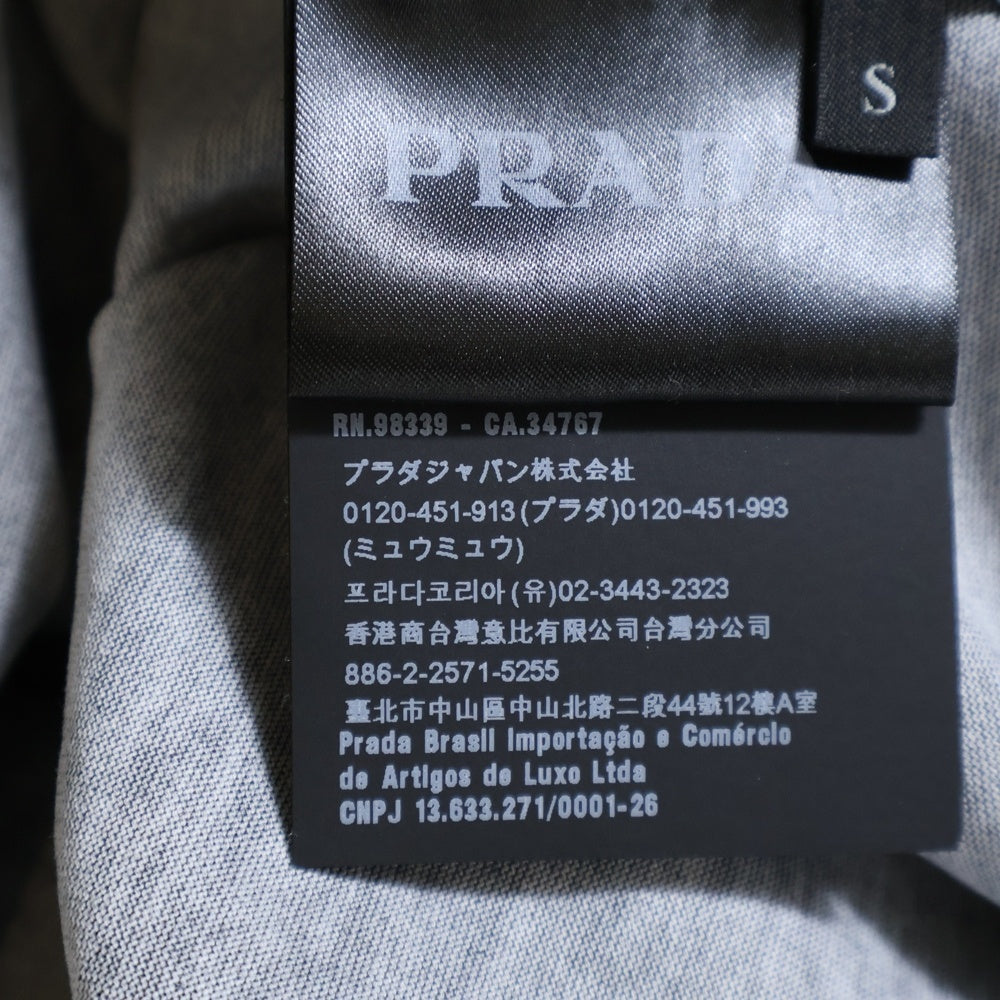 S
PRADA
RN.98339 - CA.34767
プラダジャパン株式会社
0120-451-913(プラダ)0120-451-993
(ミュウミュウ)
프라다코리아(유)02-3443-2323
香港商台灣意比有限公司台灣分公司
886-2-2571-5255
臺北市中山區中山北路二段44號12樓A室
Prada Brasil Importação e Comércio
de Artigos de Luxo Ltda
CNPJ 13.633.271/0001-26